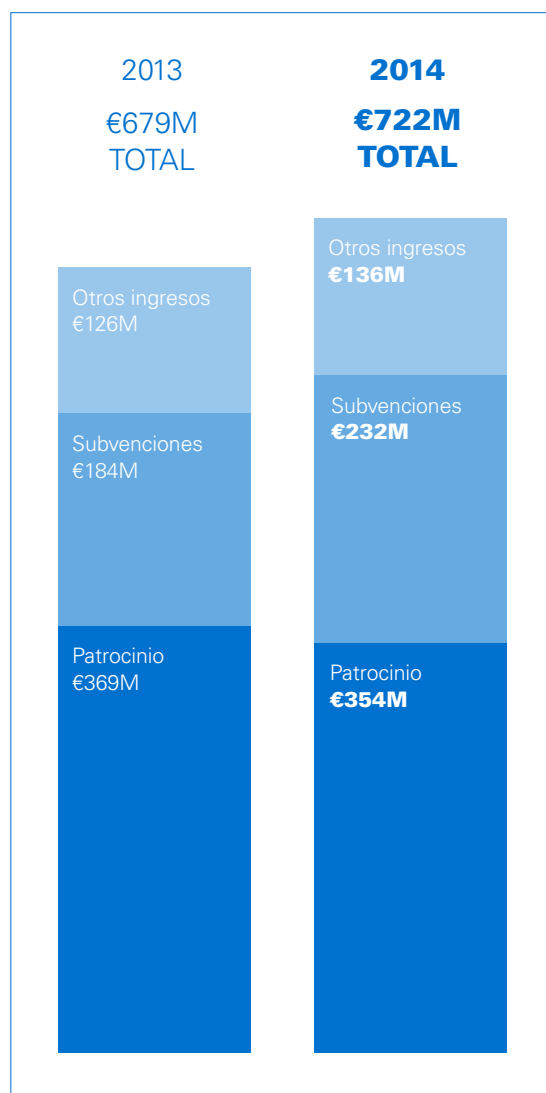 2013
€679M
TOTAL
Otros ingresos
€126M
Subvenciones
€184M
Patrocinio
€369M
2014
€722M
TOTAL
Otros ingresos
€136M
Subvenciones
€232M
Patrocinio
€354M